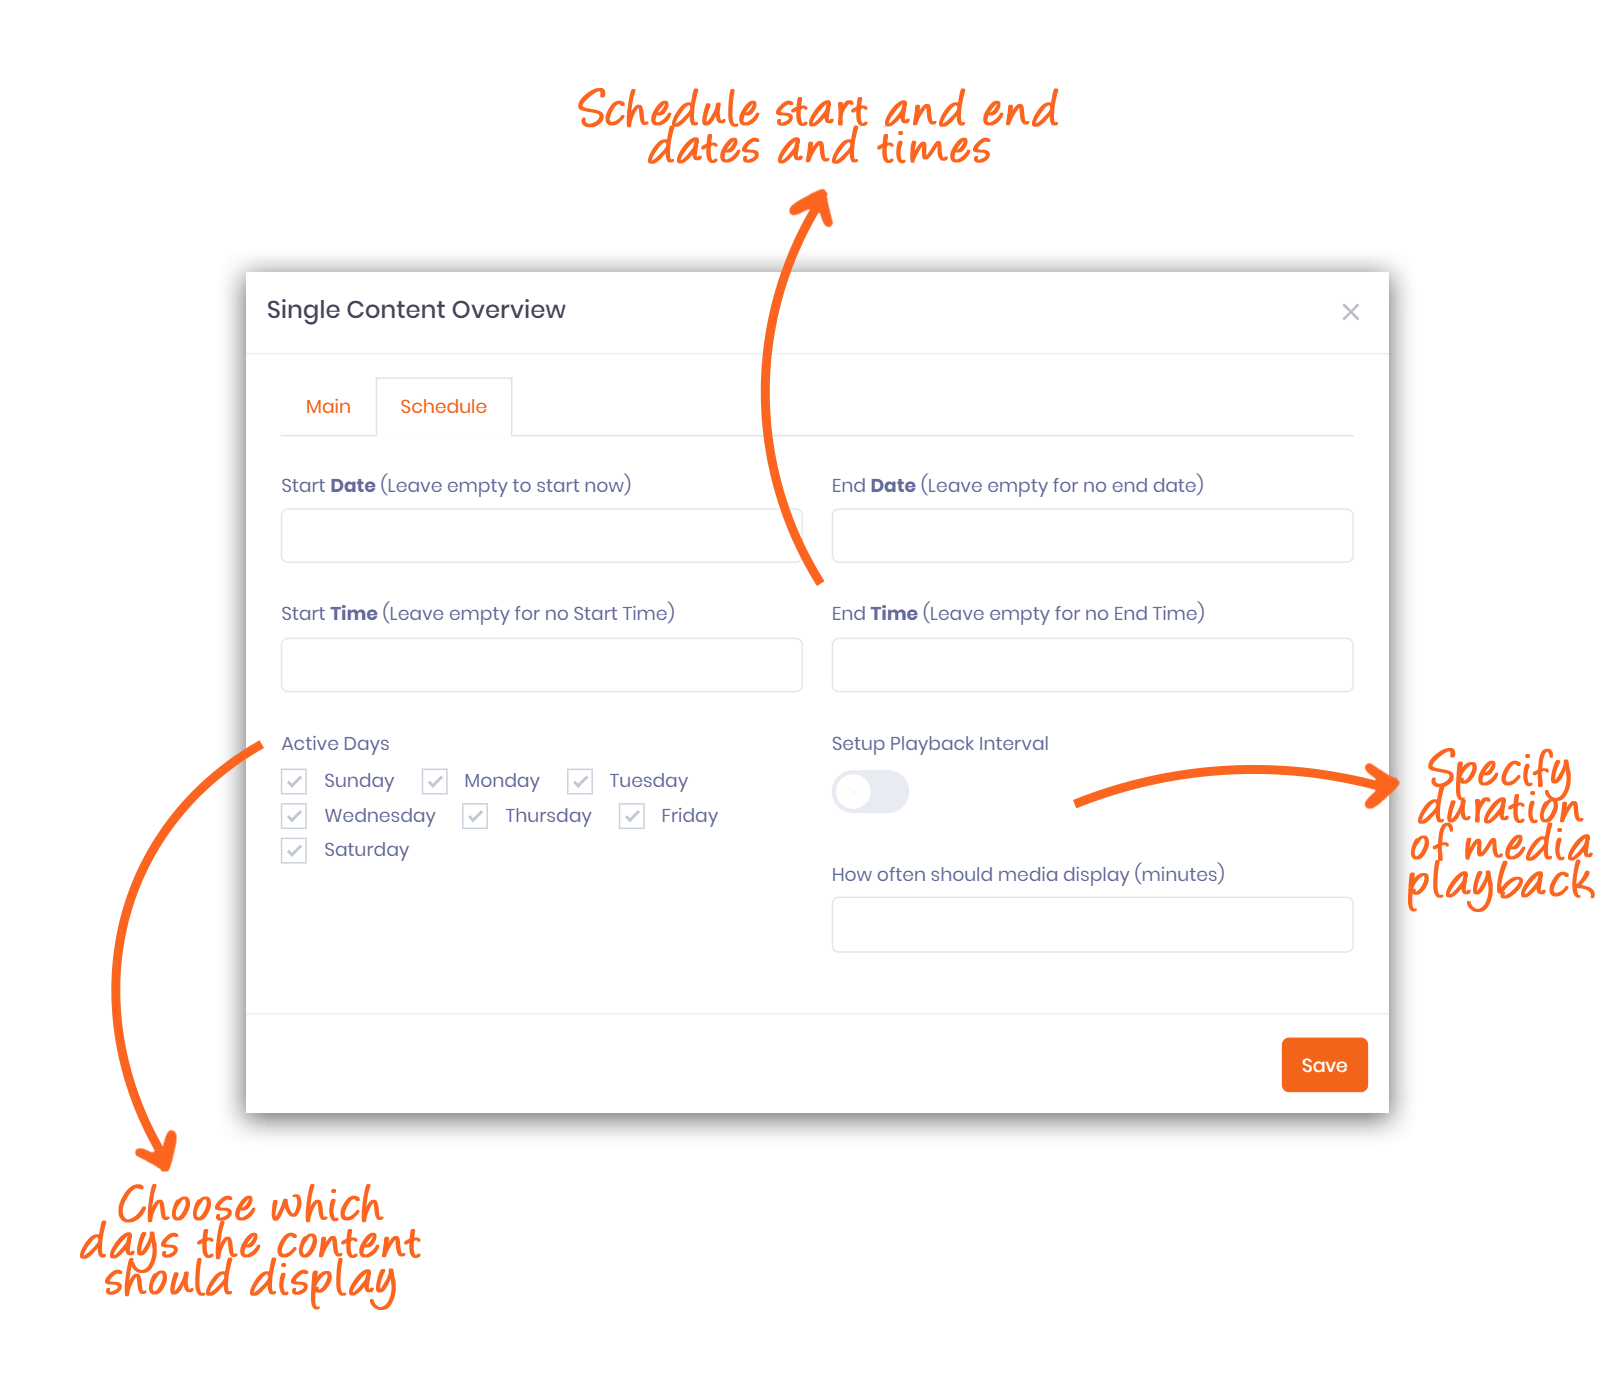 Schedule start and end
dates and times
Single Content Overview
Main
Schedule
Start Date (Leave empty to start now)
End Date (Leave empty for no end date)
Start Time (Leave empty for no Start Time)
End Time (Leave empty for no End Time)
Active Days
Sunday Monday Tuesday
Wednesday Thursday Friday
Saturday
Setup Playback Interval
How often should media display (minutes)
Specify
duration
of media
playback
Save
Choose which
days the content
should display